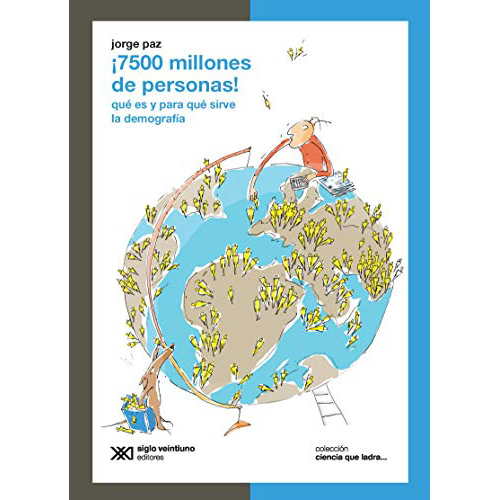 jorge paz
¡7500 millones
de personas!
qué es y para qué sirve
la demografía
siglo veintiuno
editores
colección
ciencia que ladra...